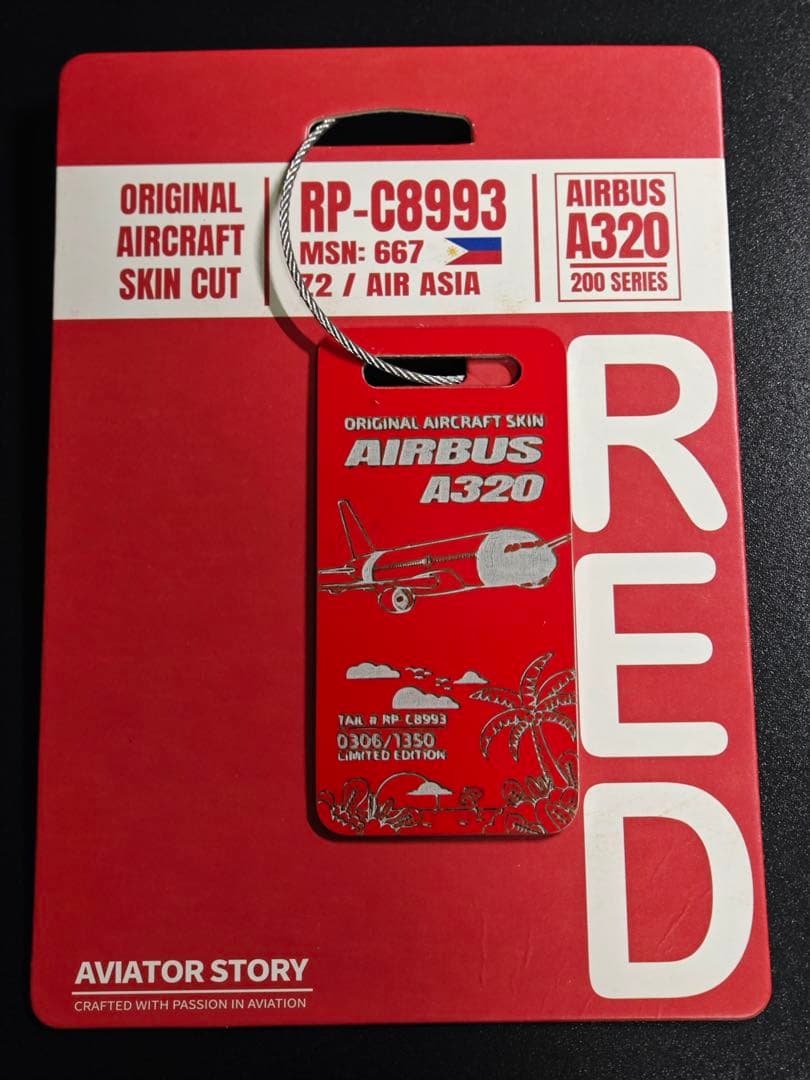 ORIGINAL
AIRCRAFT
SKIN CUT
RP-C8993
MSN: 667
Z2 / AIR ASIA
AIRBUS
A320
200 SERIES
RED
ORIGINAL AIRCRAFT SKIN
AIRBUS
A320
TAIL # RP-C8993
0306/1350
LIMITED EDITION
AVIATOR STORY
CRAFTED WITH PASSION IN AVIATION